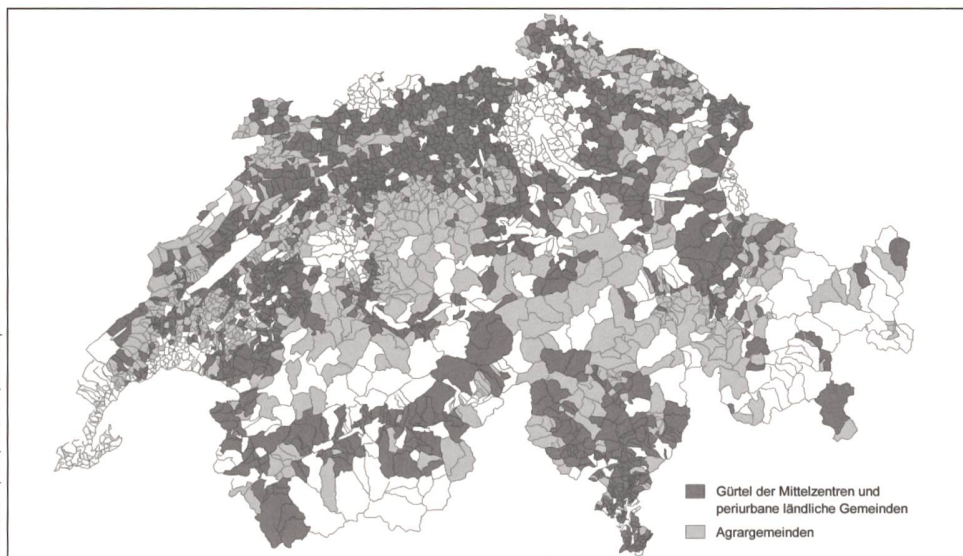 Gürtel der Mittelzentren und
periurbane ländliche Gemeinden
Agrargemeinden